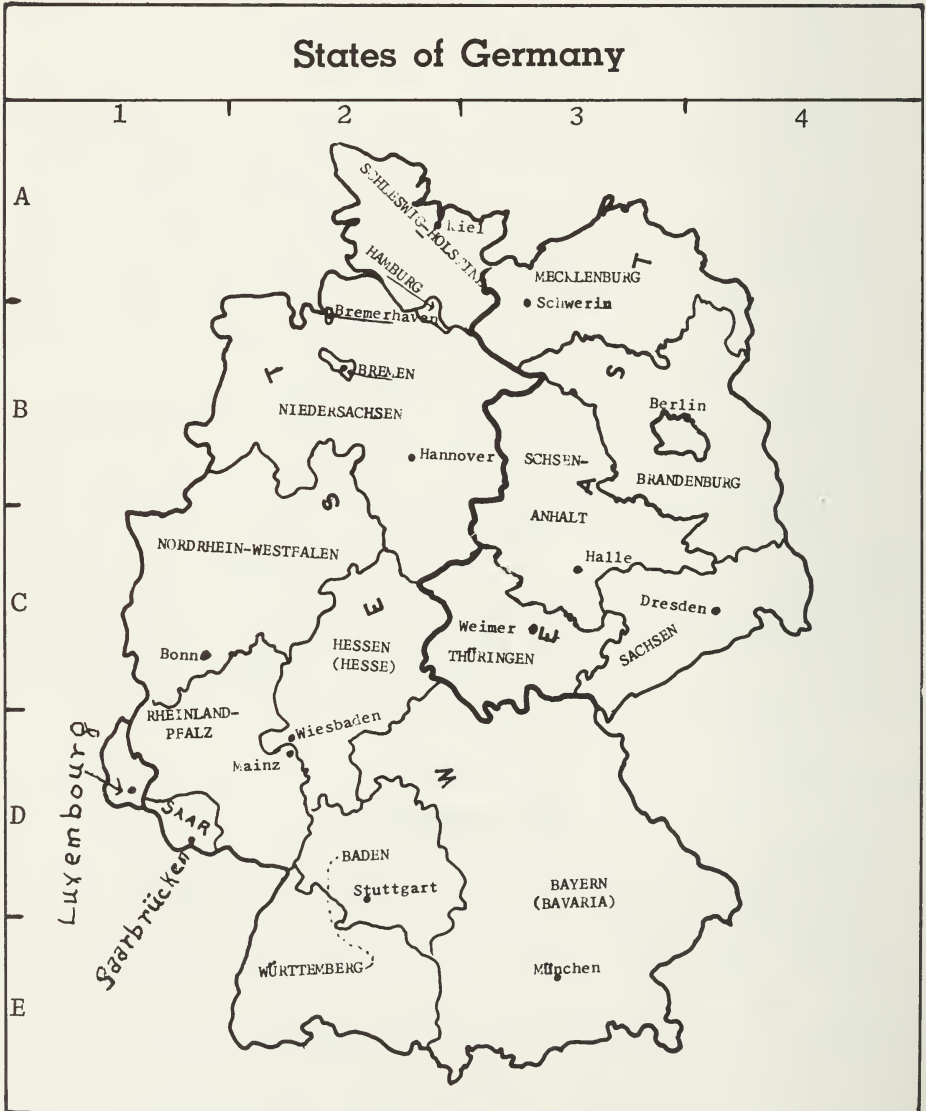 States of Germany
1 2 3 4
A
B
C
D
E
SCHLESWIG-HOLSTEIN
Kiel
HAMBURG
MECKLENBURG
Schwerin
EAST
Bremerhaven
BREMEN
WEST
NIEDERSACHSEN
Hannover
Berlin
BRANDENBURG
SCHSEN-
ANHALT
Halle
NORDRHEIN-WESTFALEN
Bonn
HESSEN
(HESSE)
Weimer
THÜRINGEN
Dresden
SACHSEN
RHEINLAND-
PFALZ
Wiesbaden
Mainz
Luxembourg
SAAR
Saarbrücken
BADEN
Stuttgart
WÜRTTEMBERG
BAYERN
(BAVARIA)
München